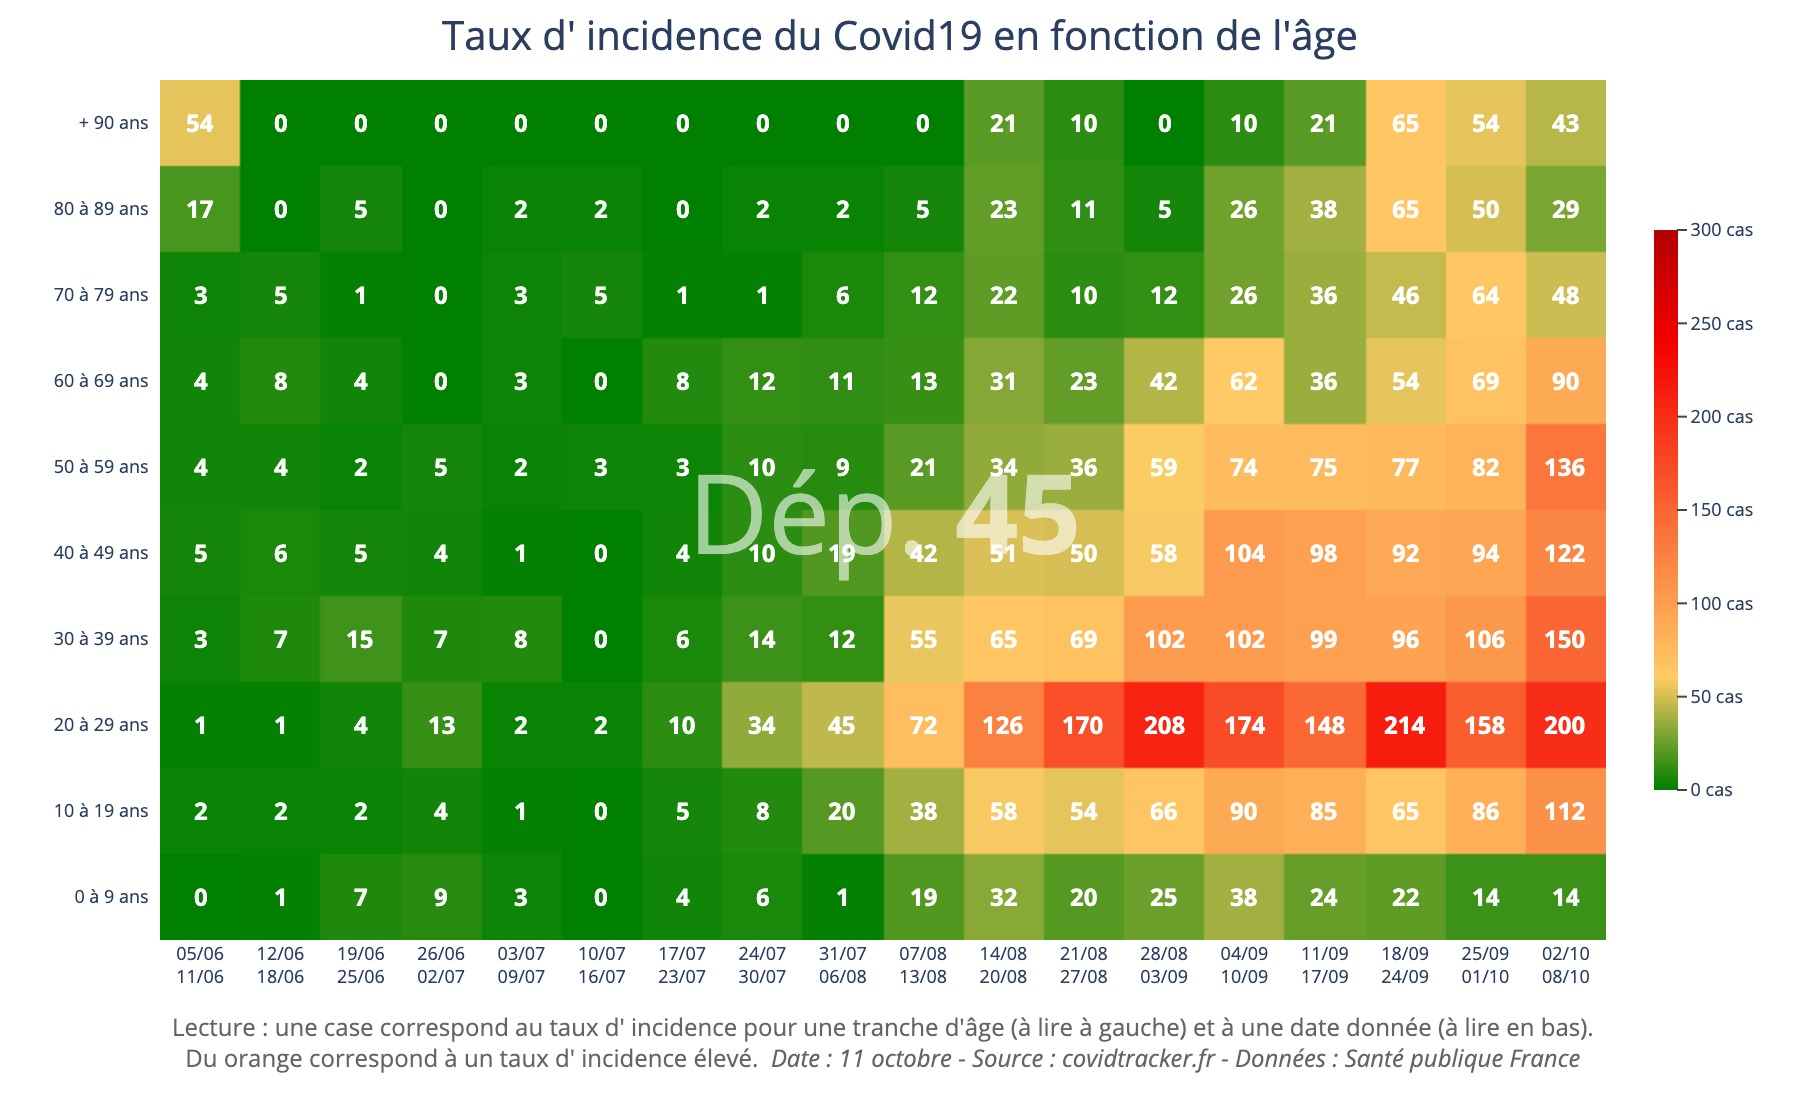 Taux d' incidence du Covid19 en fonction de l'âge
+ 90 ans 54 0 0 0 0 0 0 0 0 0 21 10 0 10 21 65 54 43
80 à 89 ans 17 0 5 0 2 2 0 2 2 5 23 11 5 26 38 65 50 29
70 à 79 ans 3 5 1 0 3 5 1 1 6 12 22 10 12 26 36 46 64 48
60 à 69 ans 4 8 4 0 3 0 8 12 11 13 31 23 42 62 36 54 69 90
50 à 59 ans 4 4 2 5 2 3 3 10 9 21 34 36 59 74 75 77 82 136
Dép. 45
40 à 49 ans 5 6 5 4 1 0 4 10 19 42 51 50 58 104 98 92 94 122
30 à 39 ans 3 7 15 7 8 0 6 14 12 55 65 69 102 102 99 96 106 150
20 à 29 ans 1 1 4 13 2 2 10 34 45 72 126 170 208 174 148 214 158 200
10 à 19 ans 2 2 2 4 1 0 5 8 20 38 58 54 66 90 85 65 86 112
0 à 9 ans 0 1 7 9 3 0 4 6 1 19 32 20 25 38 24 22 14 14
05/06 12/06 19/06 26/06 03/07 10/07 17/07 24/07 31/07 07/08 14/08 21/08 28/08 04/09 11/09 18/09 25/09 02/10
11/06 18/06 25/06 02/07 09/07 16/07 23/07 30/07 06/08 13/08 20/08 27/08 03/09 10/09 17/09 24/09 01/10 08/10
300 cas
250 cas
200 cas
150 cas
100 cas
50 cas
0 cas
Lecture : une case correspond au taux d' incidence pour une tranche d'âge (à lire à gauche) et à une date donnée (à lire en bas).
Du orange correspond à un taux d' incidence élevé. Date : 11 octobre - Source : covidtracker.fr - Données : Santé publique France